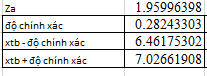 Za 1.95996398
độ chính xác 0.28243303
xtb - độ chính xác 6.46175302
xtb + độ chính xác 7.02661908